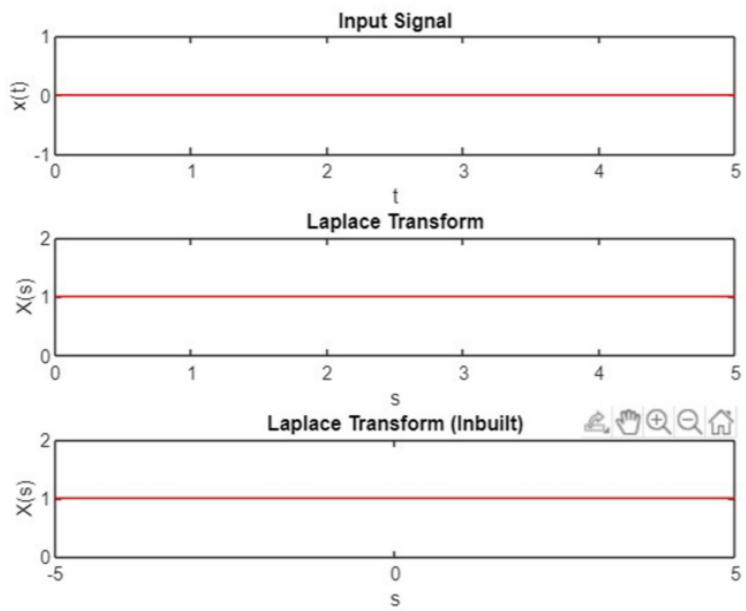 Input Signal
1
x(t)
0
-1
0 1 2 3 4 5
t
Laplace Transform
2
X(s)
1
0
0 1 2 3 4 5
s
Laplace Transform (Inbuilt)
2
X(s)
1
0
-5 0 5
s